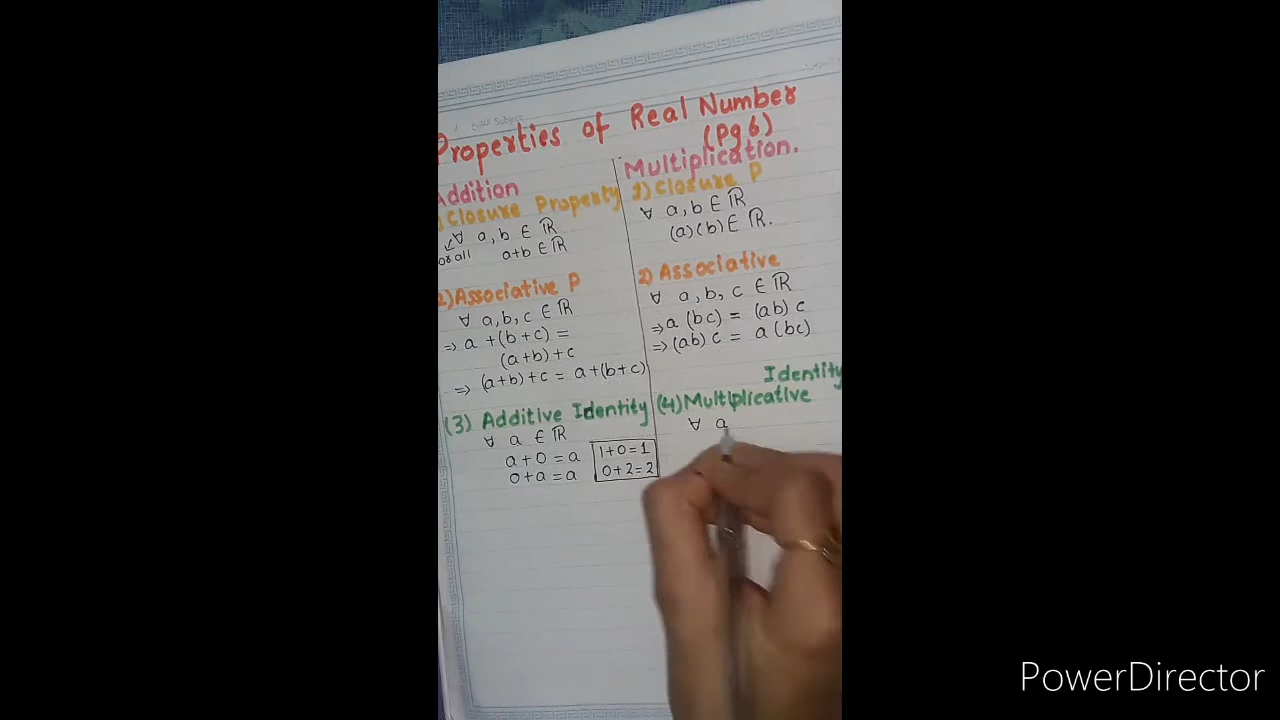 Subject
Properties of Real Number
(Pg 6)
Addition
Closure Property
∀ a, b ∈ ℝ
all
a+b ∈ ℝ
2) Associative P
∀ a,b,c ∈ ℝ
⇒ a + (b+c) =
(a+b) + c
⇒ (a+b)+c = a+(b+c)
(3) Additive Identity
∀ a ∈ ℝ
a+0 = a
0+a = a
1+0=1
0+2=2
Multiplication.
1) Closure P
∀ a, b ∈ ℝ
(a)(b) ∈ ℝ.
2) Associative
∀ a, b, c ∈ ℝ
⇒ a (bc) = (ab) c
⇒ (ab) c = a (bc)
Identity
(4) Multiplicative
∀ a
PowerDirector